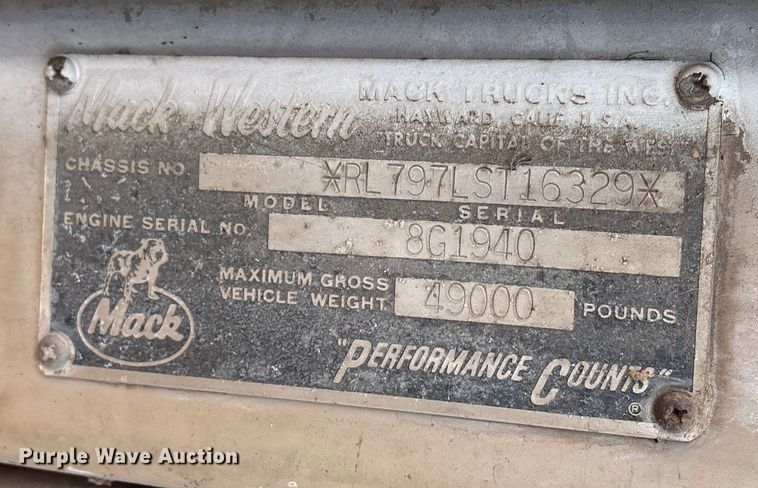 Mack Western
MACK TRUCKS INC.
HAYWARD, CALIF. U.S.A.
"TRUCK CAPITAL OF THE WEST
CHASSIS NO. *RL797LST16329*
MODEL SERIAL
ENGINE SERIAL NO. 8G1940
MAXIMUM GROSS
VEHICLE WEIGHT 49000 POUNDS
Mack
"PERFORMANCE COUNTS"
®
Purple Wave Auction